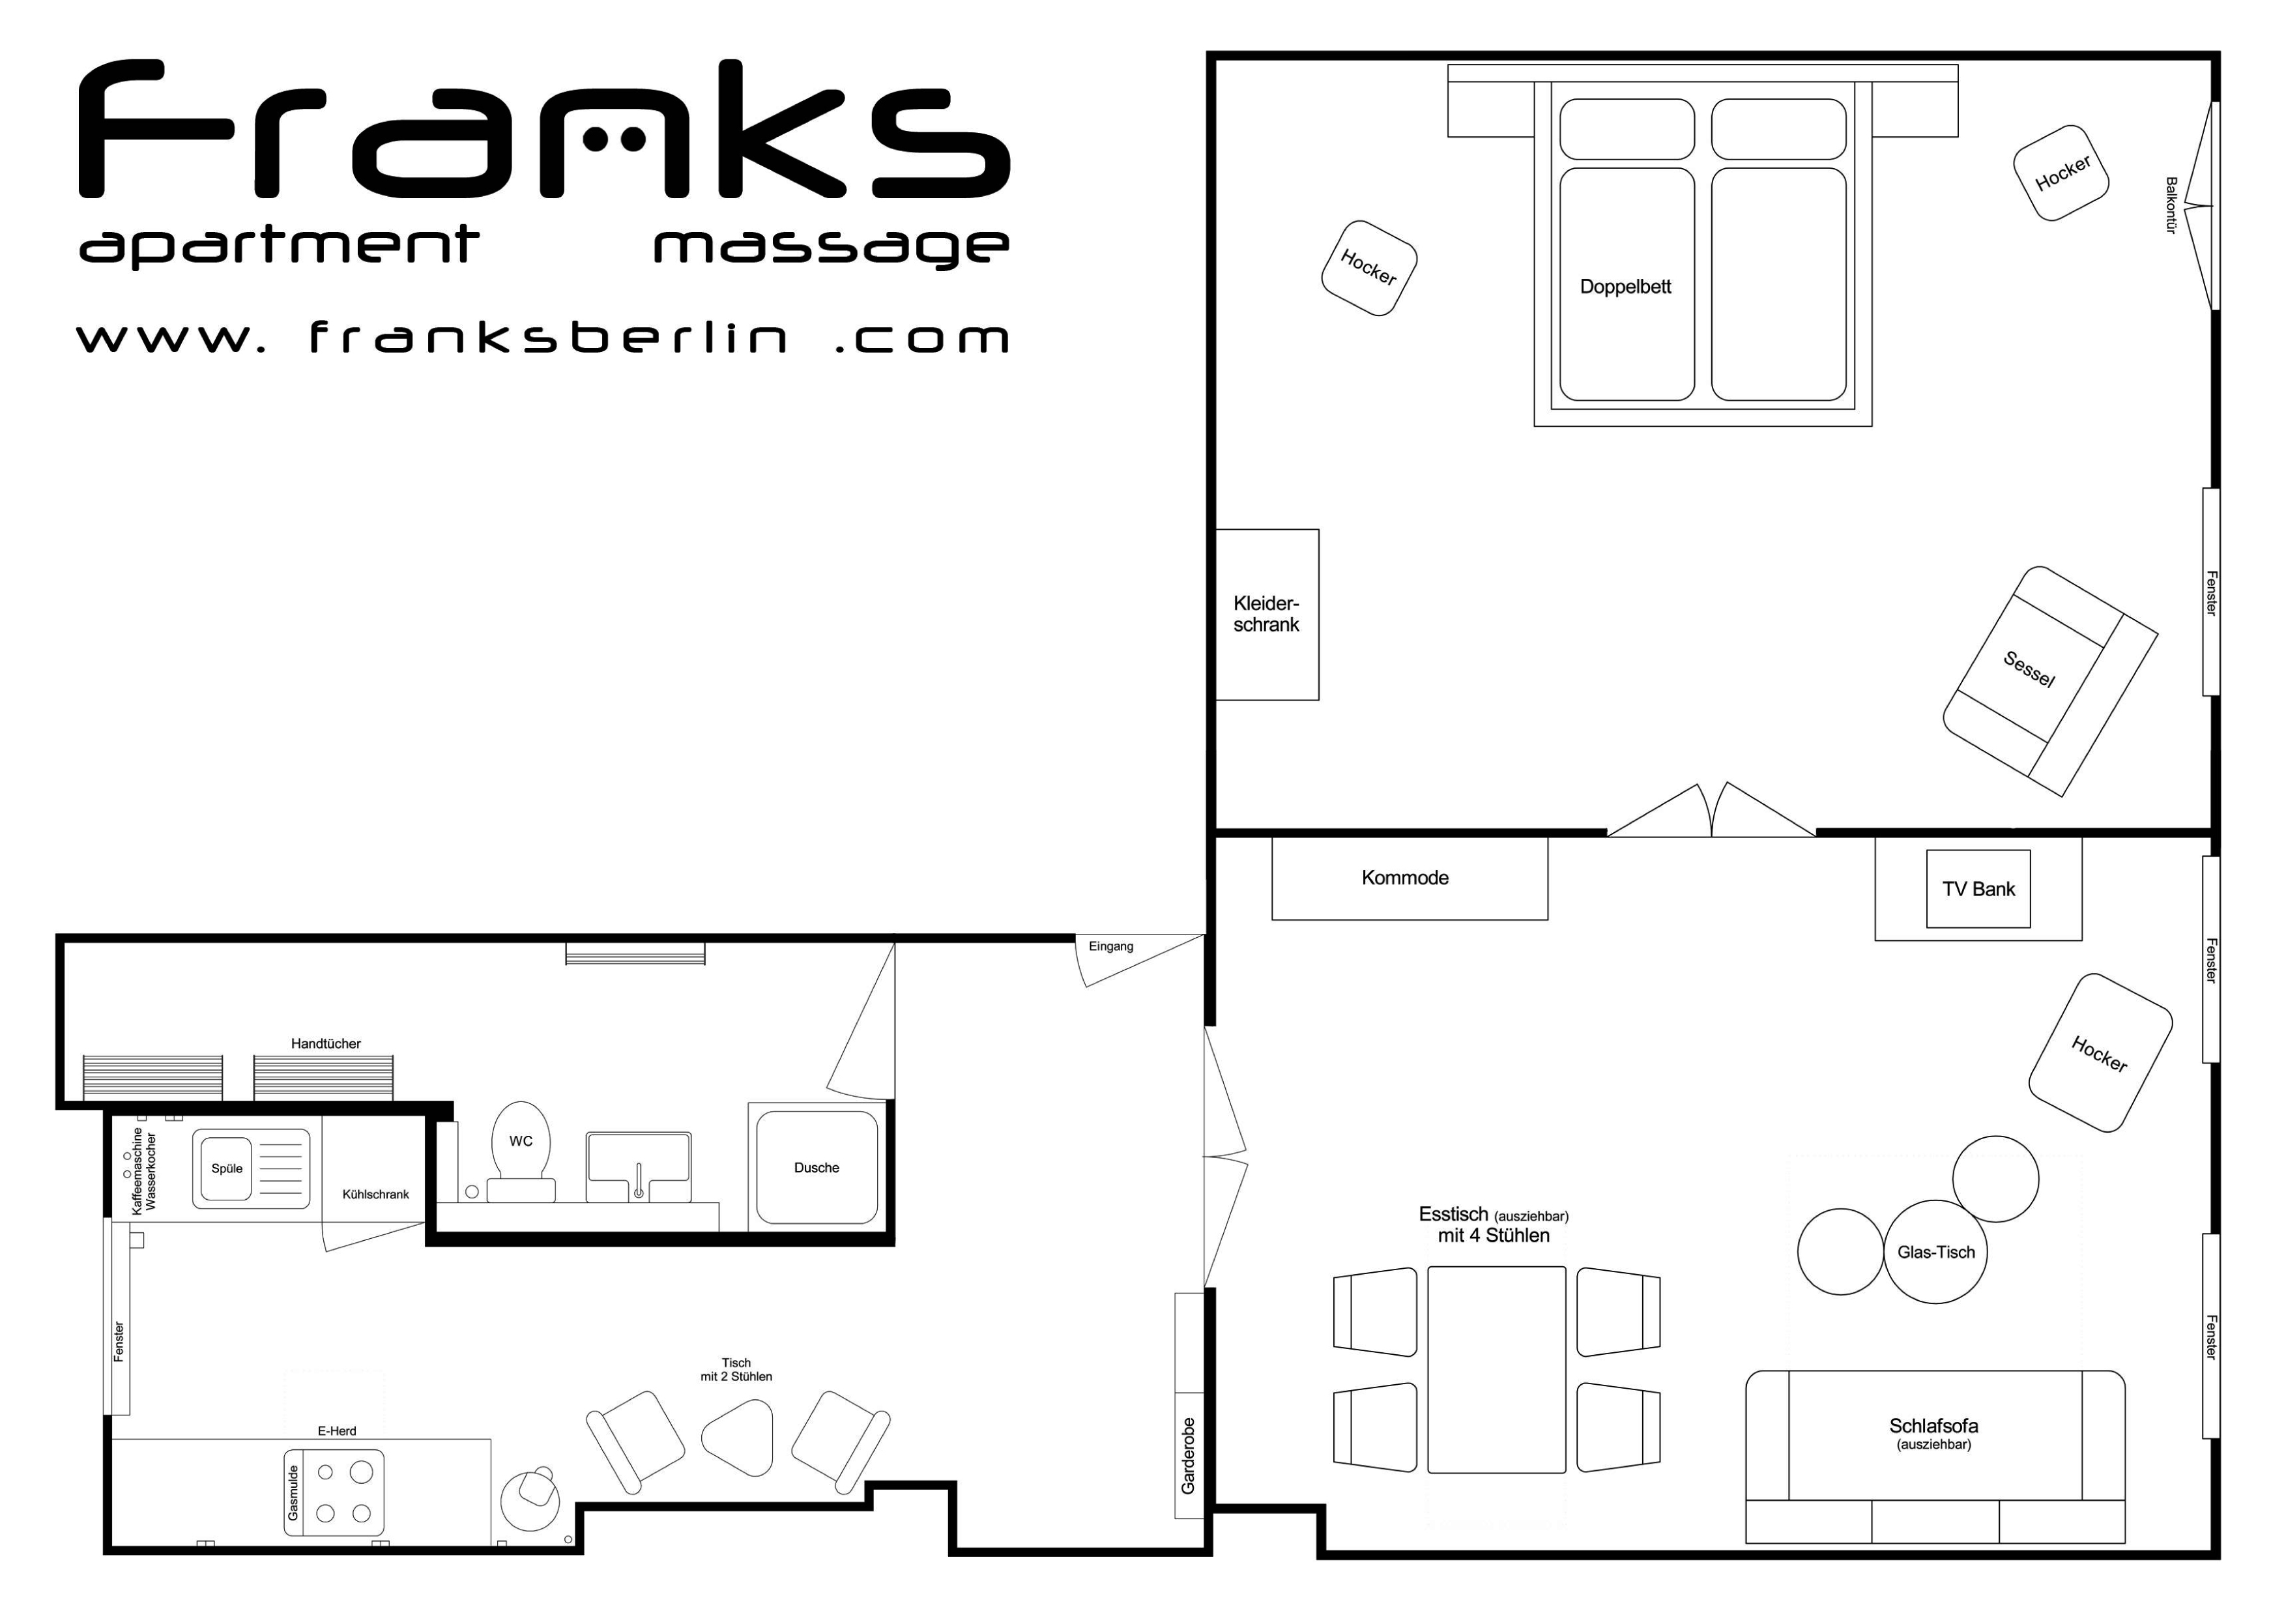 franks
apartment massage
www. franksberlin .com
Hocker
Hocker
Balkontür
Doppelbett
Kleider-
schrank
Fenster
Sessel
Kommode
TV Bank
Eingang
Fenster
Handtücher
Hocker
Kaffeemaschine
Wasserkocher
Spüle
Kühlschrank
WC
Dusche
Esstisch (ausziehbar)
mit 4 Stühlen
Glas-Tisch
Fenster
Fenster
Tisch
mit 2 Stühlen
E-Herd
Gasmulde
Garderobe
Schlafsofa
(ausziehbar)